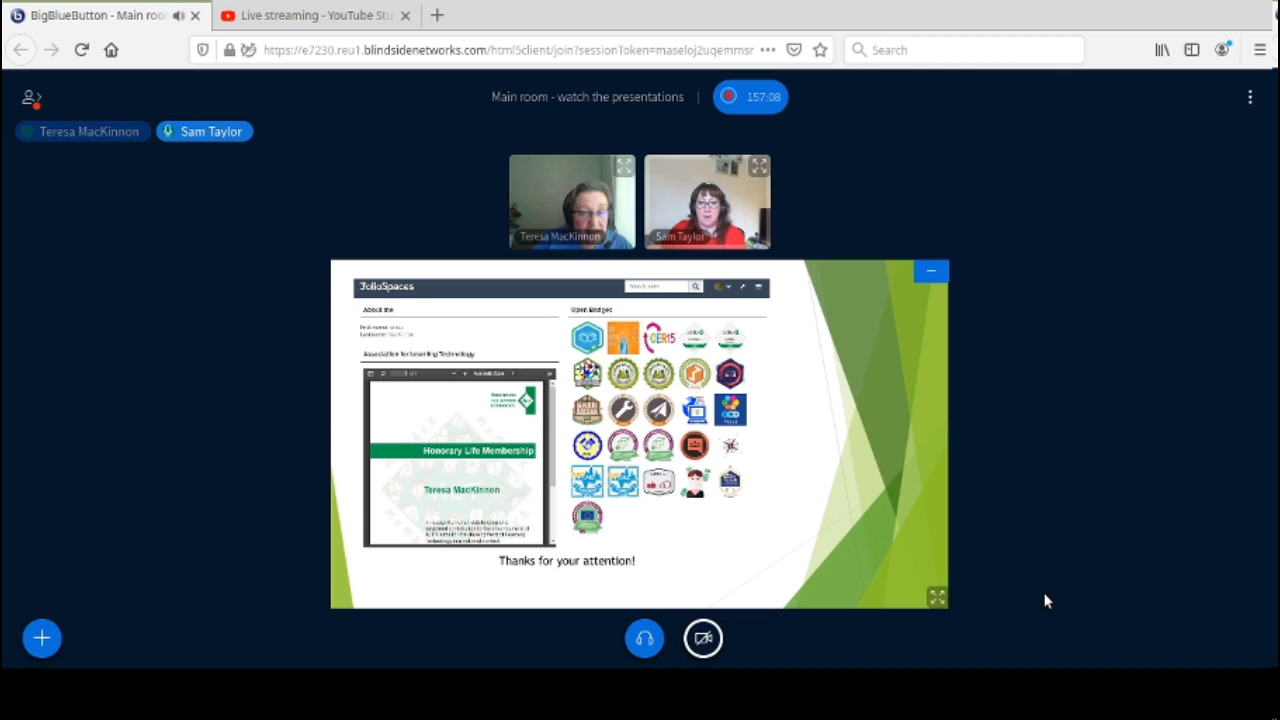 BigBlueButton - Main roo
Live streaming - YouTube Stu
https://e7230.reu1.blindsidenetworks.com/html5client/join?sessionToken=maseloj2uqemmsr
Search
Main room - watch the presentations
157:08
Teresa MacKinnon
Sam Taylor
Teresa MacKinnon
Sam Taylor
FolioSpaces
About me
Open Badges
Association for Learning Technology
CER15
Honorary Life Membership
Teresa MacKinnon
Thanks for your attention!